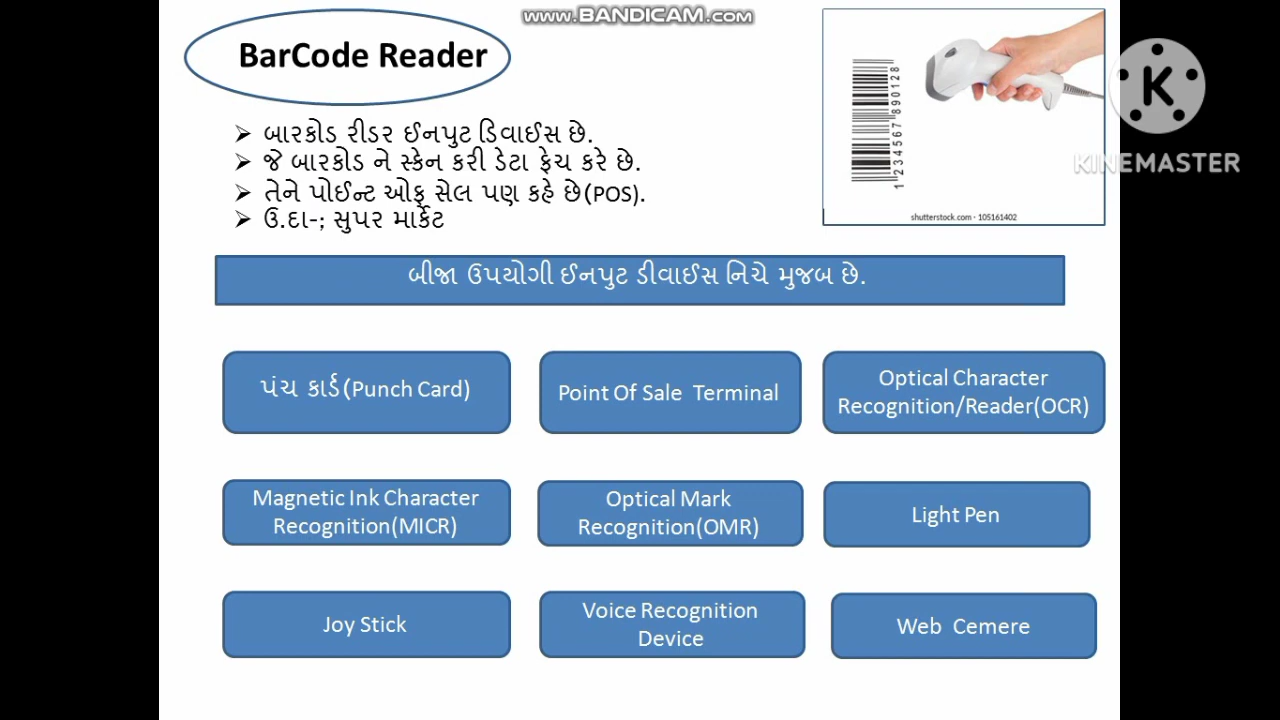 www.BANDICAM.com
BarCode Reader
1234567 890128
shutterstock.com · 105161402
KINEMASTER
➢ બારકોડ રીડર ઈનપુટ ડિવાઈસ છે.
➢ જે બારકોડ ને સ્કેન કરી ડેટા ફેચ કરે છે.
➢ તેને પોઈન્ટ ઓફ સેલ પણ કહે છે(POS).
➢ ઉ.દા-; સુપર માર્કેટ
બીજા ઉપયોગી ઈનપુટ ડીવાઈસ નિચે મુજબ છે.
પંચ કાર્ડ(Punch Card)
Point Of Sale Terminal
Optical Character
Recognition/Reader(OCR)
Magnetic Ink Character
Recognition(MICR)
Optical Mark
Recognition(OMR)
Light Pen
Joy Stick
Voice Recognition
Device
Web Cemere